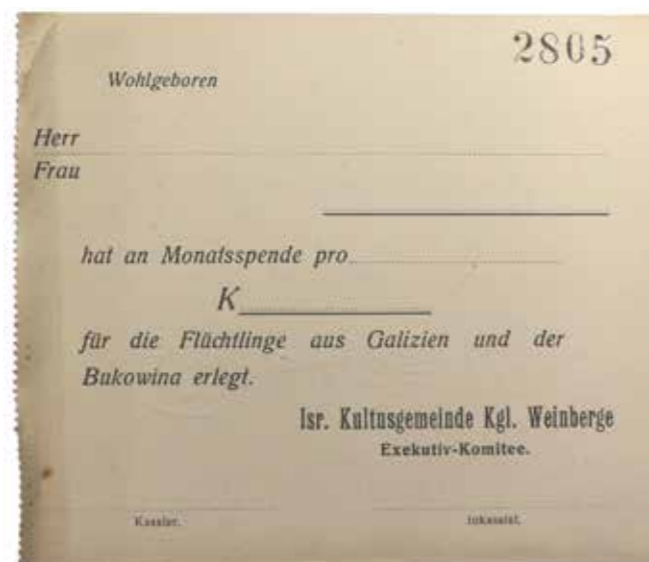 2805
Wohlgeboren
Herr
Frau
hat an Monatsspende pro
K
für die Flüchtlinge aus Galizien und der
Bukowina erlegt.
Isr. Kultusgemeinde Kgl. Weinberge
Exekutiv-Komitee.
Kassier. Inkassist.